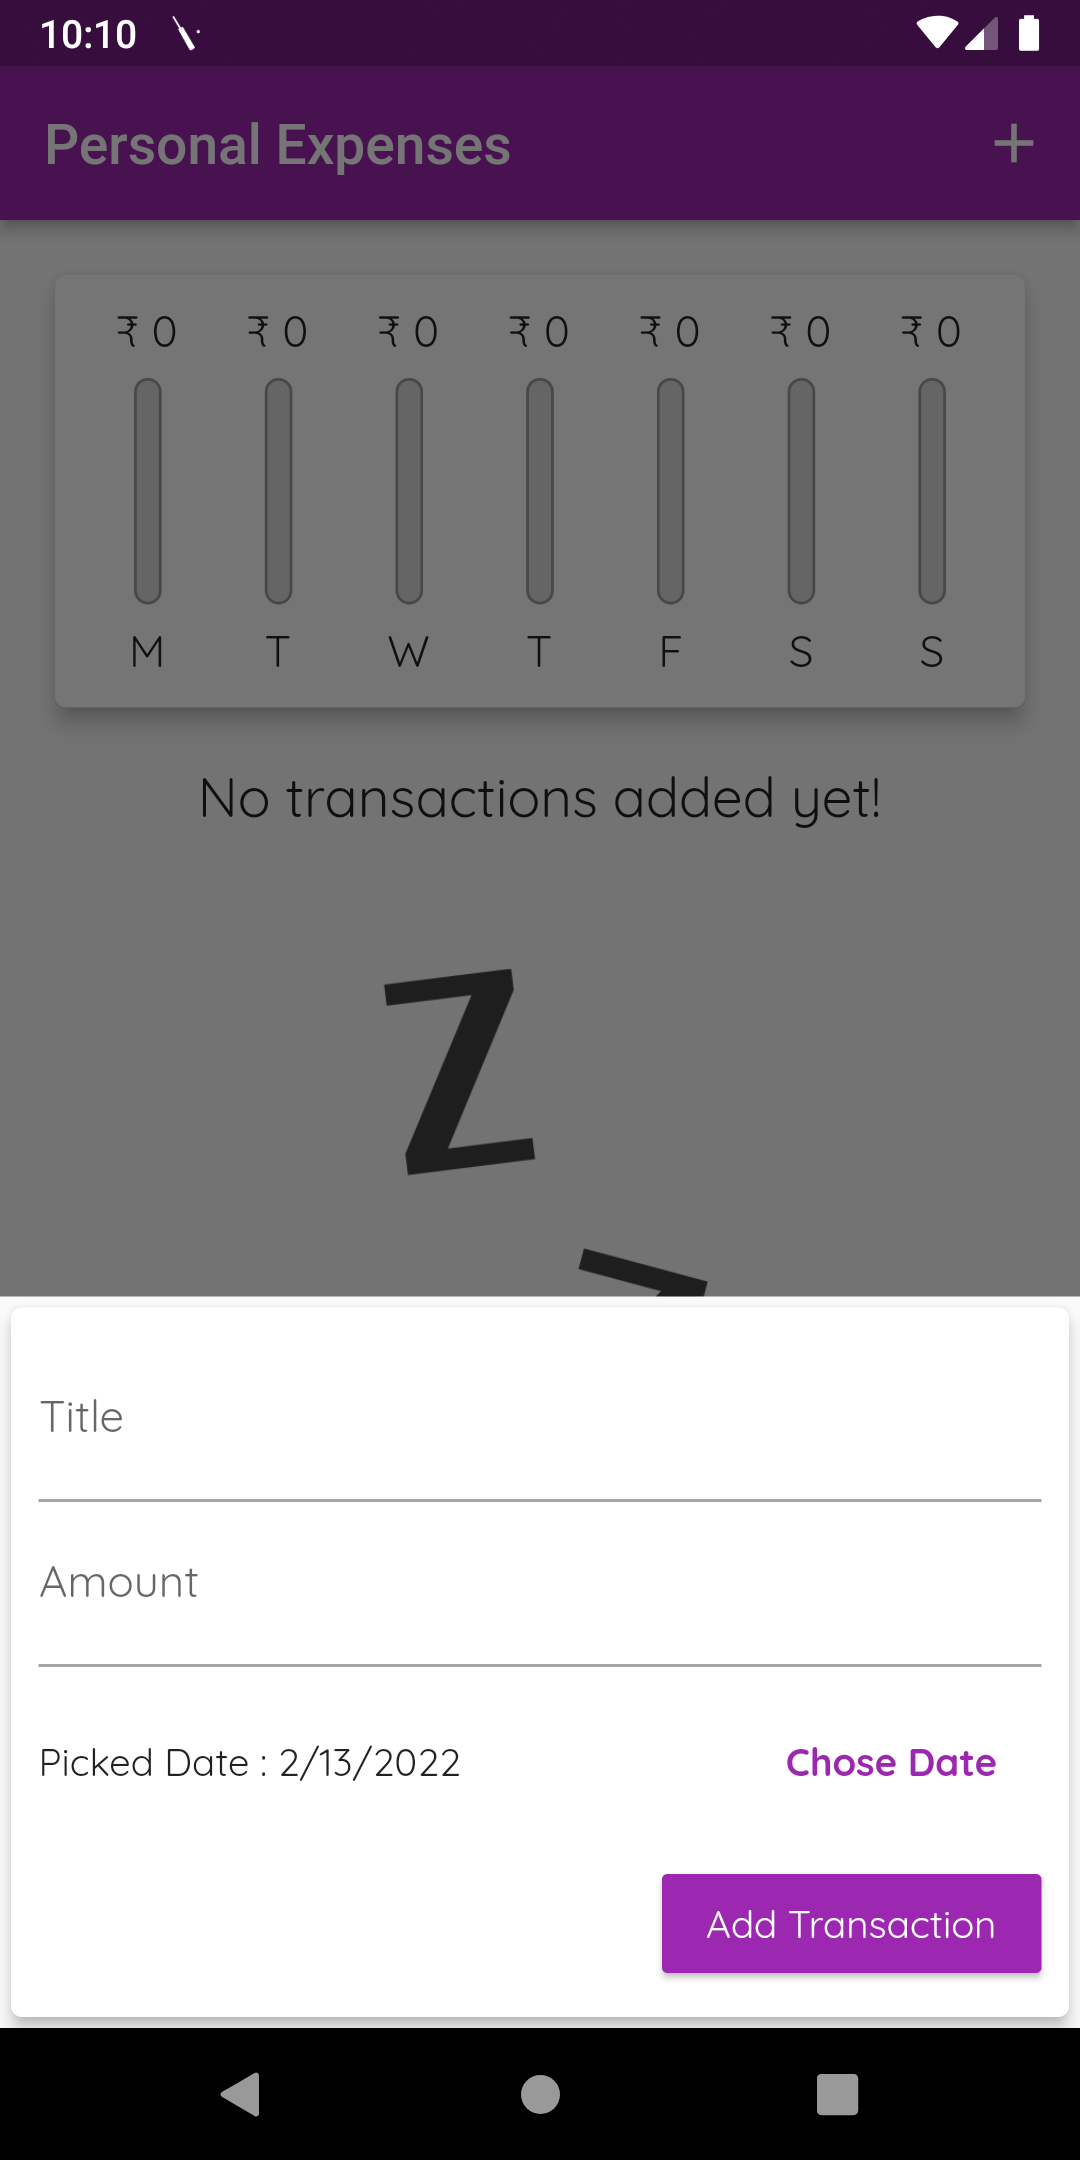 10:10
Personal Expenses +
₹ 0 ₹ 0 ₹ 0 ₹ 0 ₹ 0 ₹ 0 ₹ 0
M T W T F S S
No transactions added yet!
Z
Title
Amount
Picked Date : 2/13/2022 Chose Date
Add Transaction